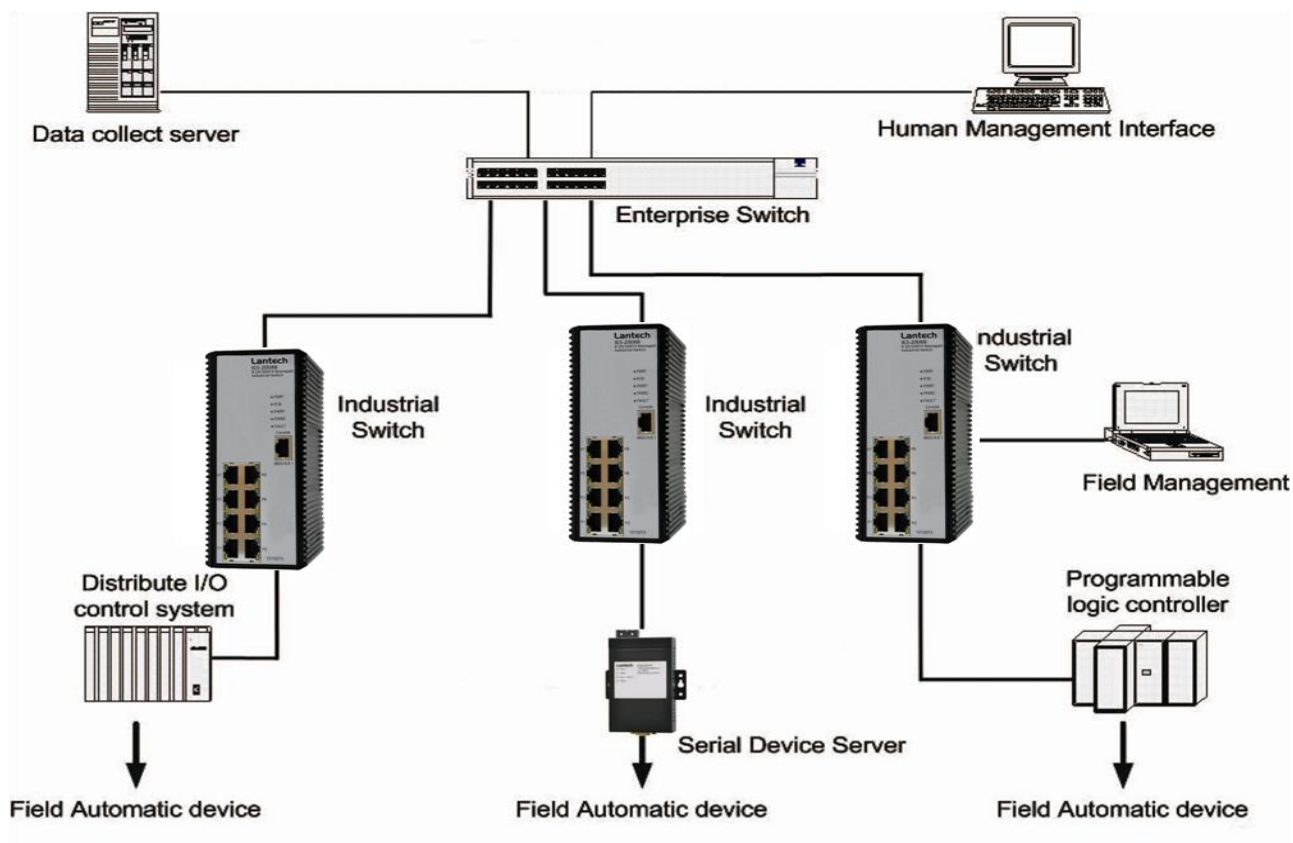 Data collect server
Human Management Interface
Enterprise Switch
Lantech
Industrial
Switch
Lantech
Industrial
Switch
Lantech
ndustrial
Switch
Field Management
Distribute I/O
control system
Programmable
logic controller
Lantech
Serial Device Server
Field Automatic device
Field Automatic device
Field Automatic device